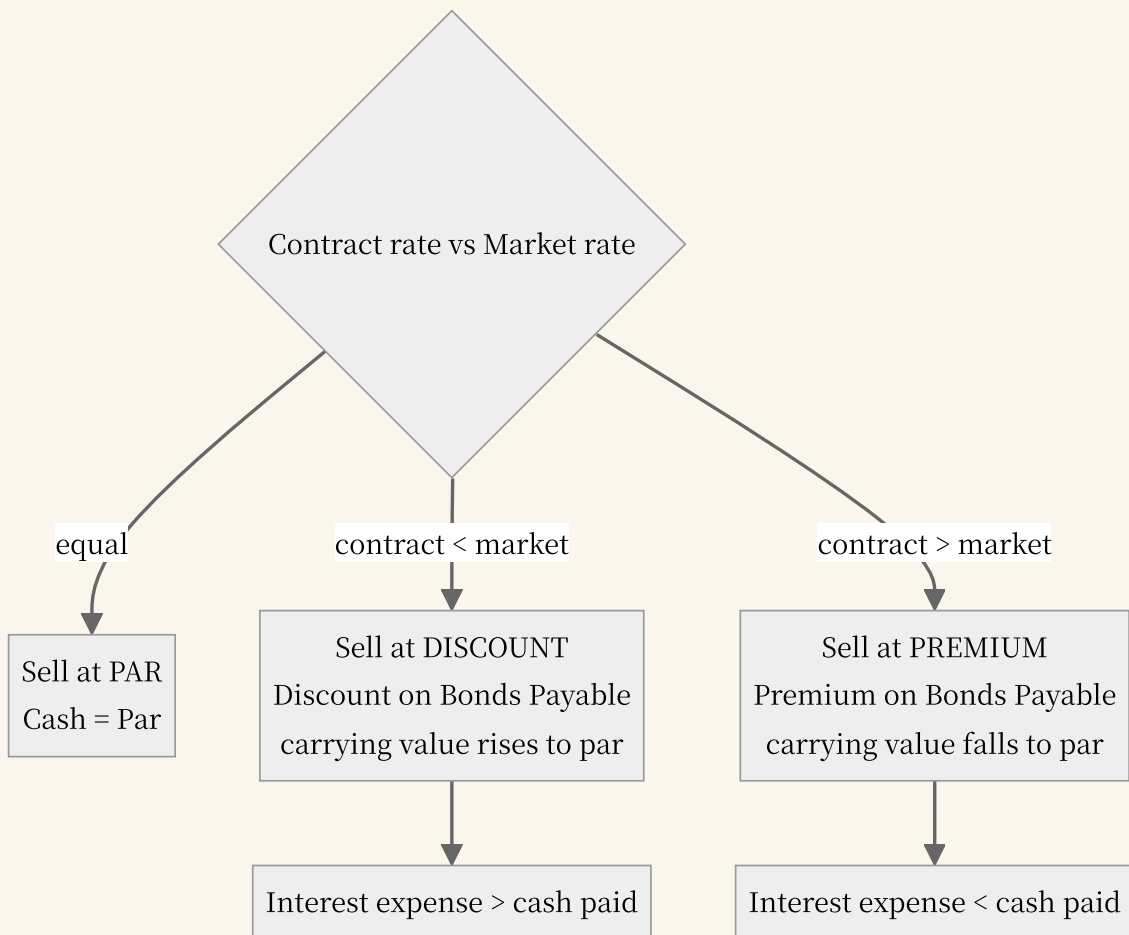 Contract rate vs Market rate
equal
contract < market
contract > market
Sell at PAR
Cash = Par
Sell at DISCOUNT
Discount on Bonds Payable
carrying value rises to par
Sell at PREMIUM
Premium on Bonds Payable
carrying value falls to par
Interest expense > cash paid
Interest expense < cash paid